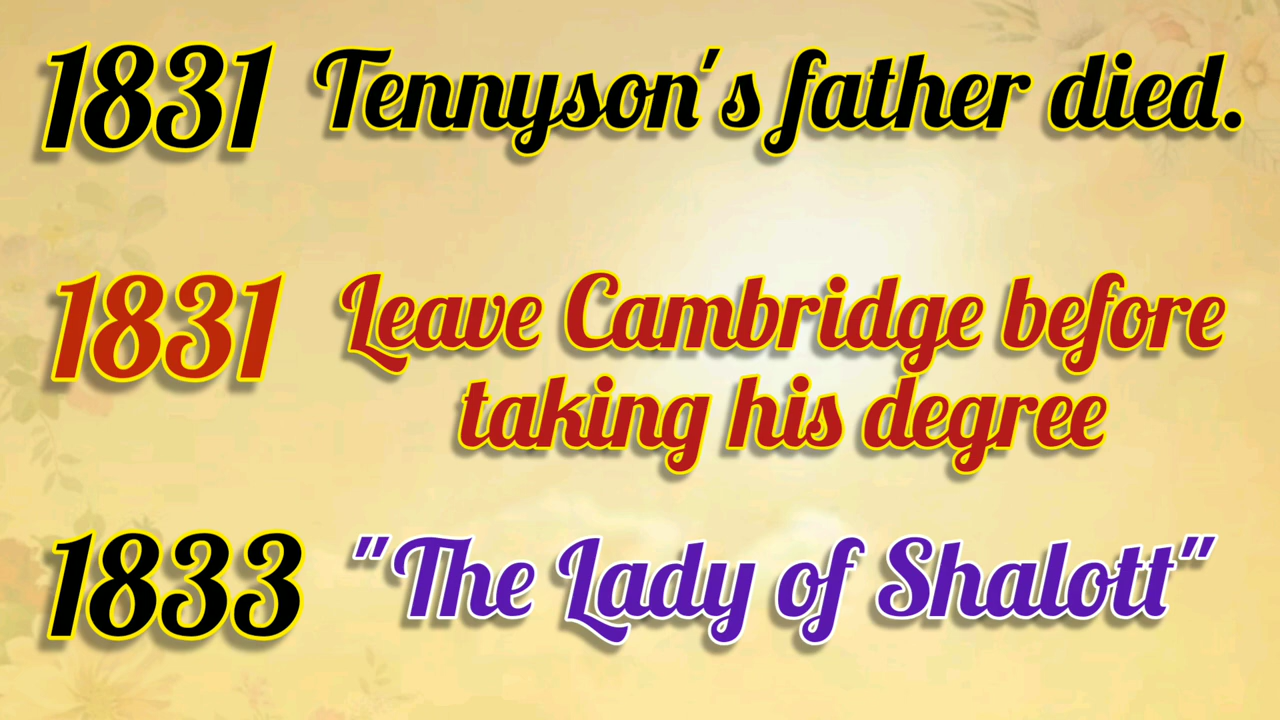 1831 Tennyson's father died.
1831 Leave Cambridge before
taking his degree
1833 "The Lady of Shalott"